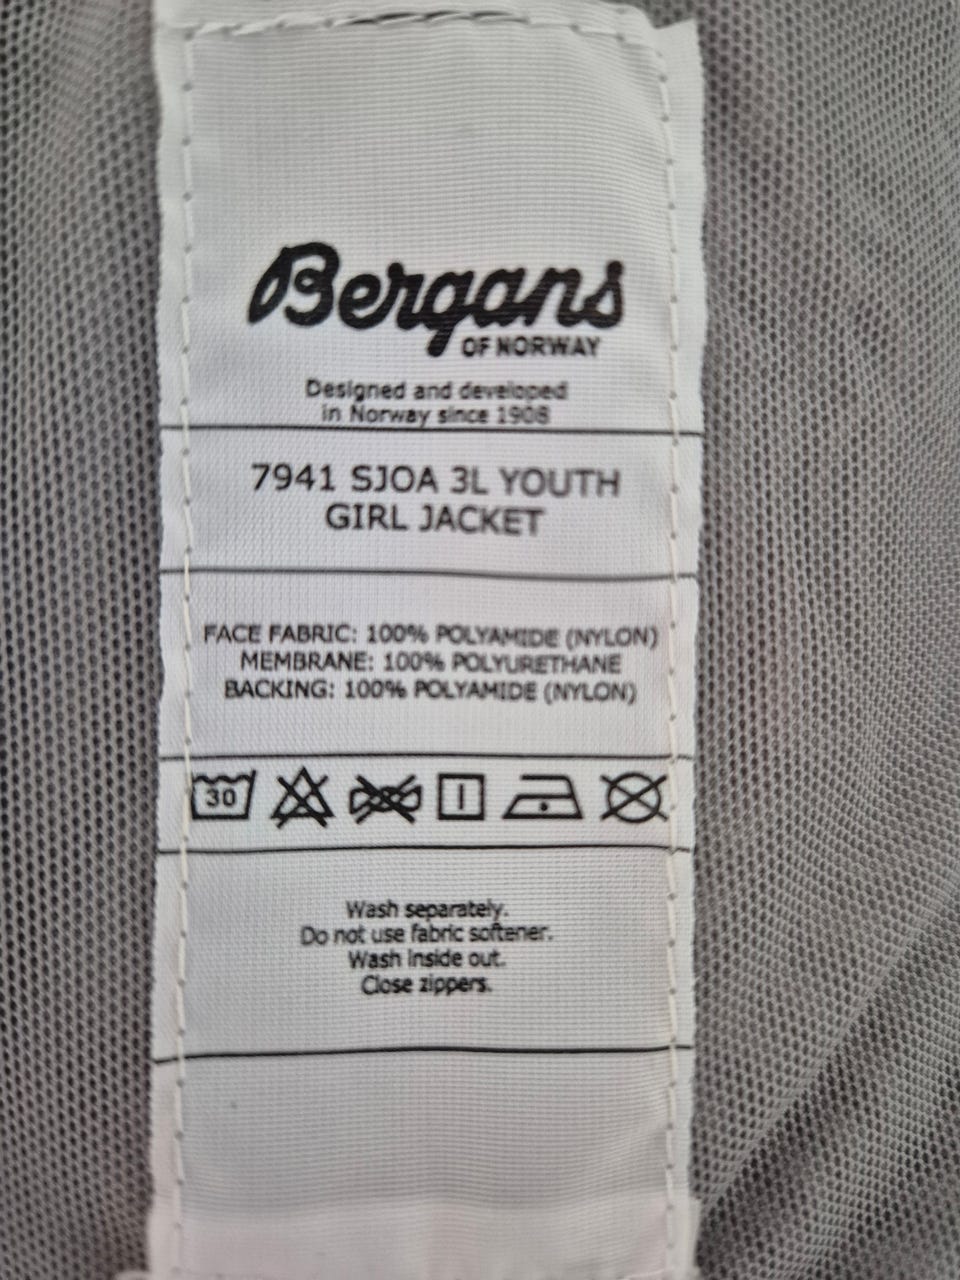 Bergans
OF NORWAY
Designed and developed
in Norway since 1908
7941 SJOA 3L YOUTH
GIRL JACKET
FACE FABRIC: 100% POLYAMIDE (NYLON)
MEMBRANE: 100% POLYURETHANE
BACKING: 100% POLYAMIDE (NYLON)
30
Wash separately.
Do not use fabric softener.
Wash inside out.
Close zippers.